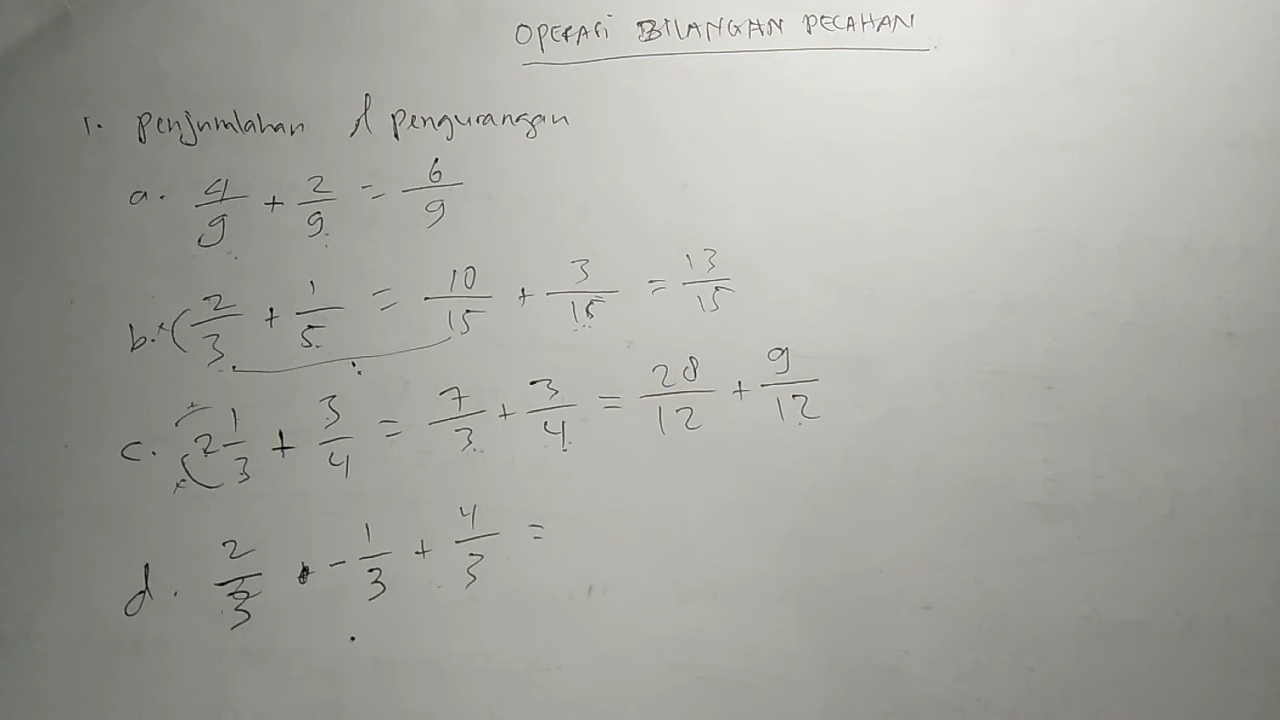 OPERASI BILANGAN PECAHAN
1. penjumlahan d pengurangan
a. 4/9 + 2/9 = 6/9
b. 2/3 + 1/5 = 10/15 + 3/15 = 13/15
c. 2 1/3 + 3/4 = 7/3 + 3/4 = 28/12 + 9/12
d. 2/3 - 1/3 + 4/3 =